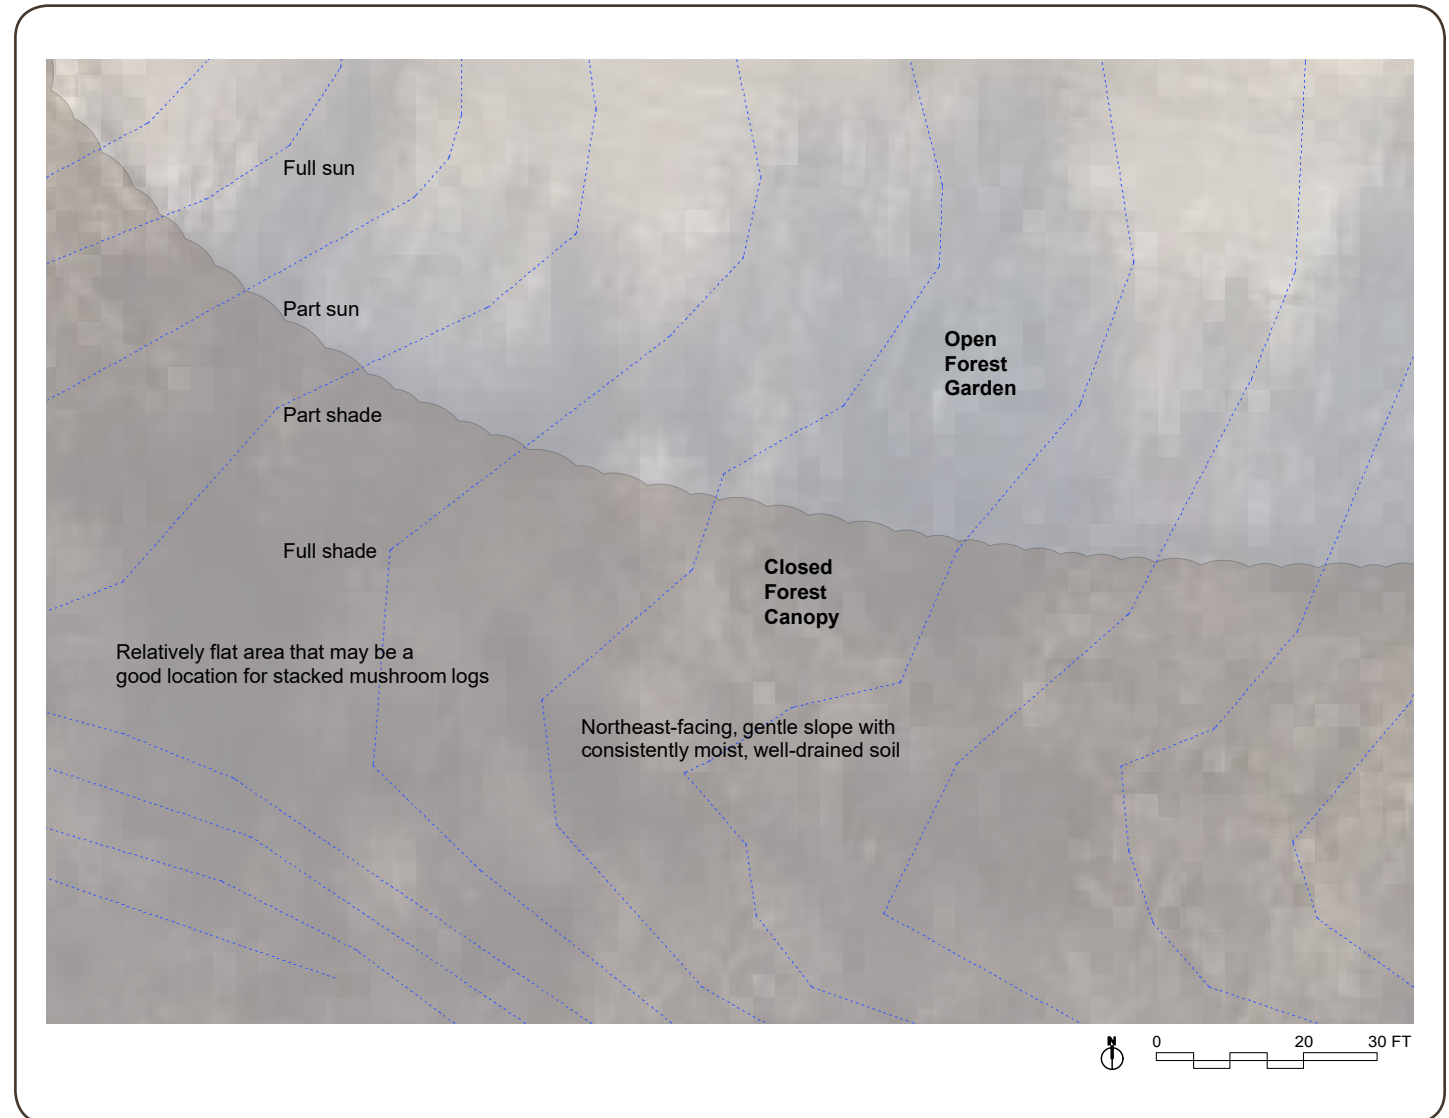 Full sun
Part sun
Open
Forest
Garden
Part shade
Full shade
Closed
Forest
Canopy
Relatively flat area that may be a
good location for stacked mushroom logs
Northeast-facing, gentle slope with
consistently moist, well-drained soil
N
0 20 30 FT